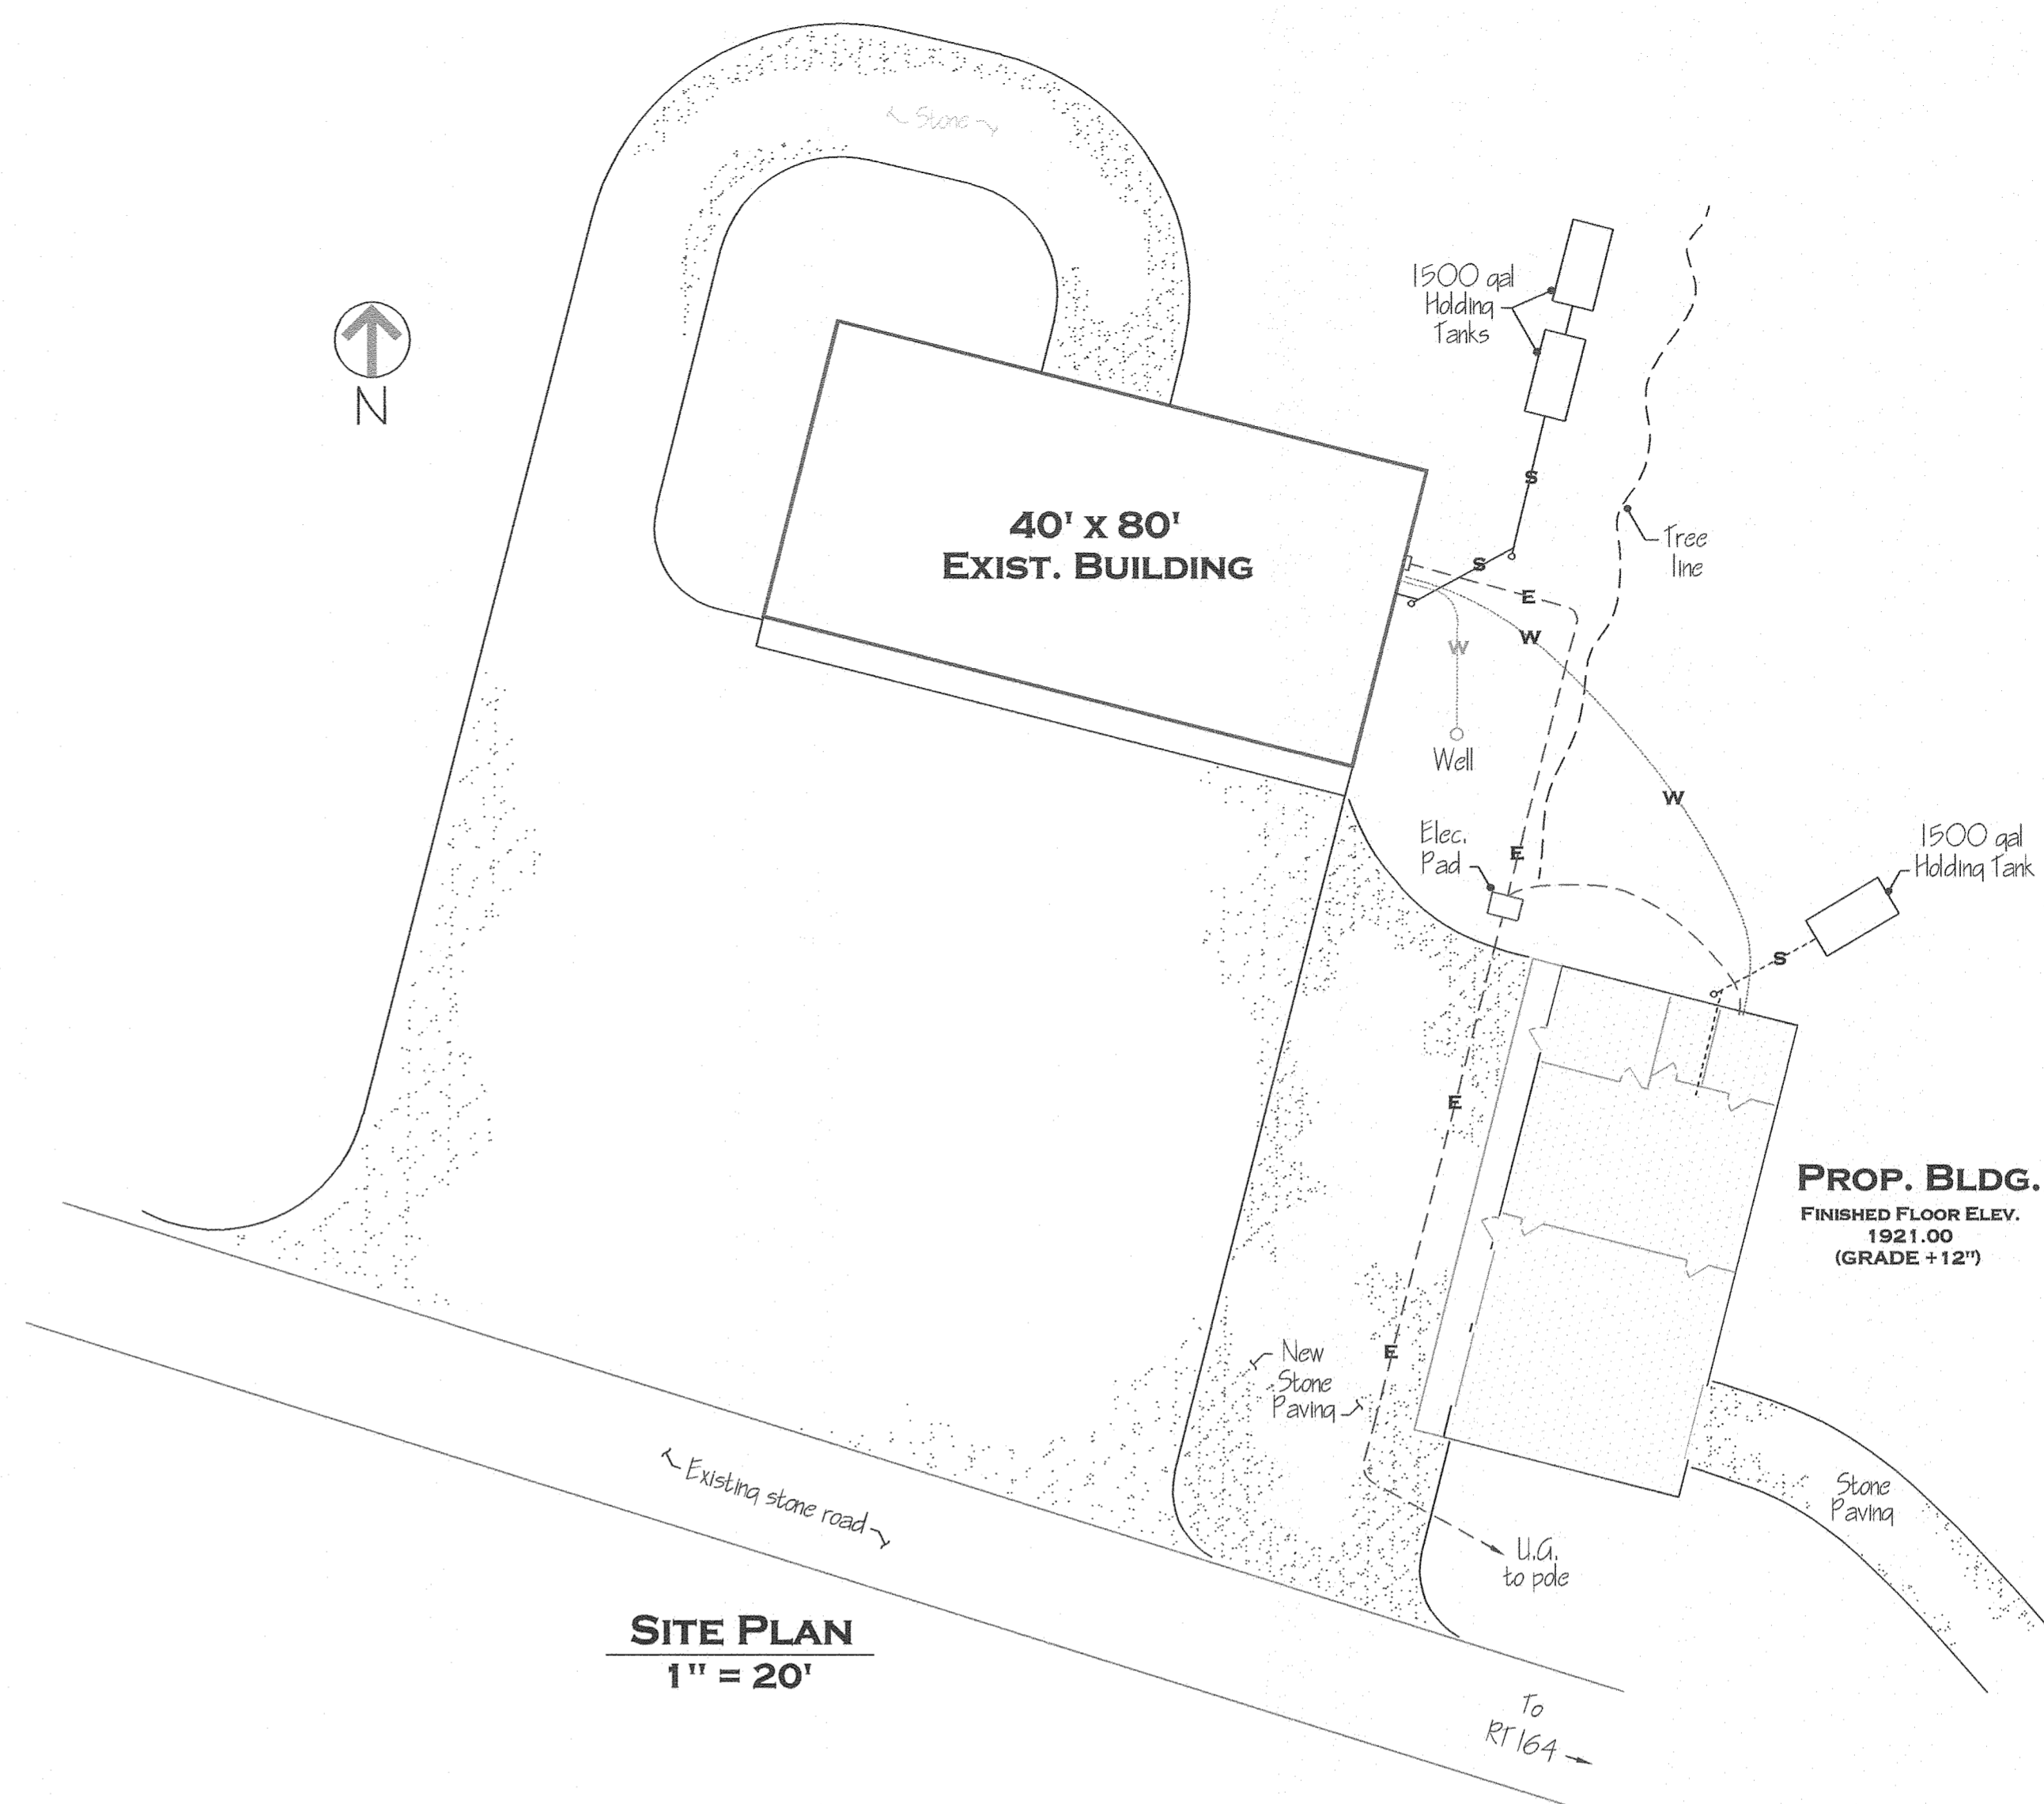 Stone
N
1500 gal
Holding
Tanks
40' x 80'
Exist. Building
S
S
Tree
line
E
W
W
Well
W
Elec.
Pad
E
1500 gal
Holding Tank
S
E
Prop. Bldg.
Finished Floor Elev.
1921.00
(GRADE +12")
E
New
Stone
Paving
Existing stone road
Stone
Paving
U.G.
to pole
Site Plan
1" = 20'
To
RT 164